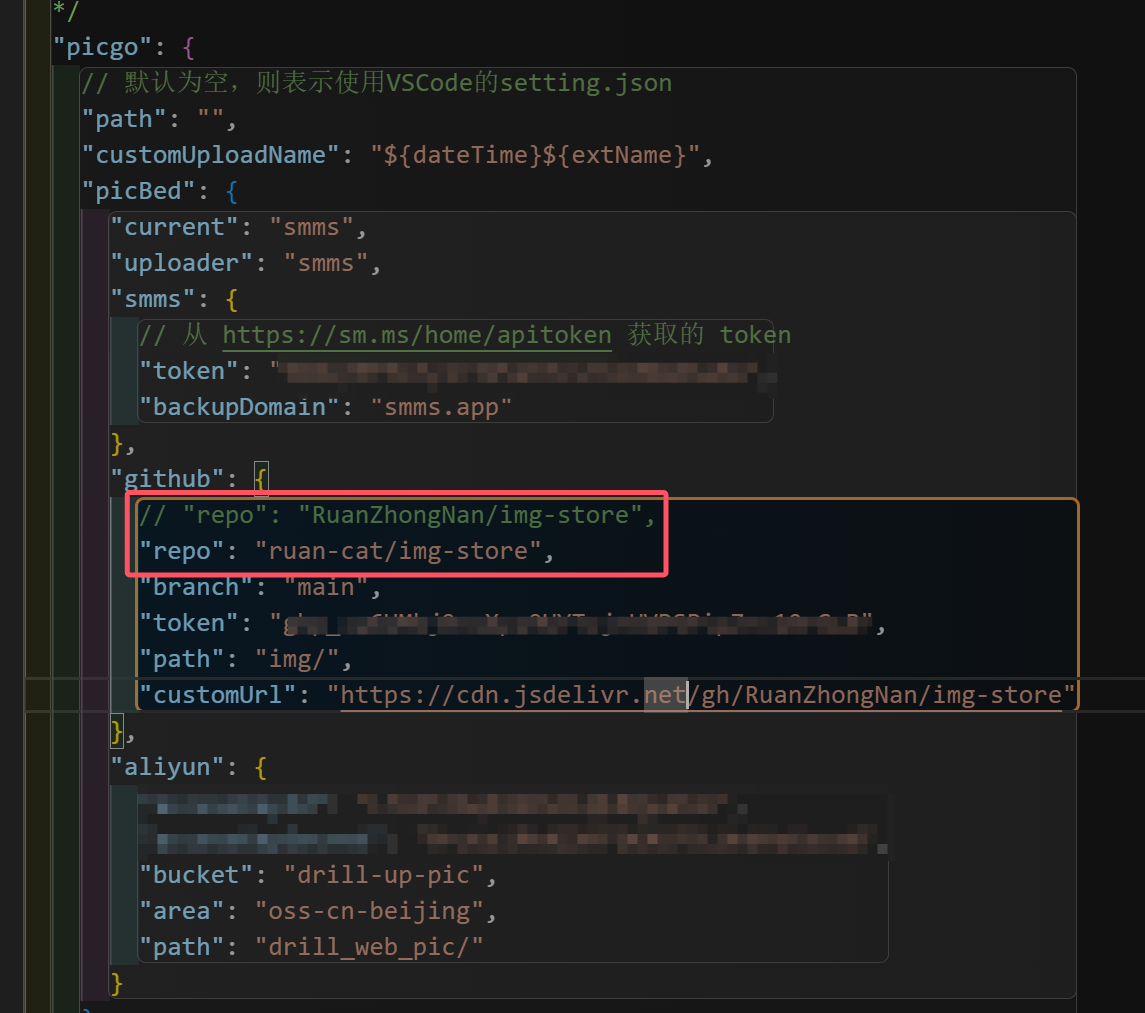 */
"picgo": {
// 默认为空，则表示使用VSCode的setting.json
"path": "",
"customUploadName": "${dateTime}${extName}",
"picBed": {
"current": "smms",
"uploader": "smms",
"smms": {
// 从 https://sm.ms/home/apitoken 获取的 token
"token": "
"backupDomain": "smms.app"
},
"github": {
// "repo": "RuanZhongNan/img-store",
"repo": "ruan-cat/img-store",
"branch": "main",
"token": "
"path": "img/",
"customUrl": "https://cdn.jsdelivr.net/gh/RuanZhongNan/img-store"
},
"aliyun": {
"bucket": "drill-up-pic",
"area": "oss-cn-beijing",
"path": "drill_web_pic/"
}